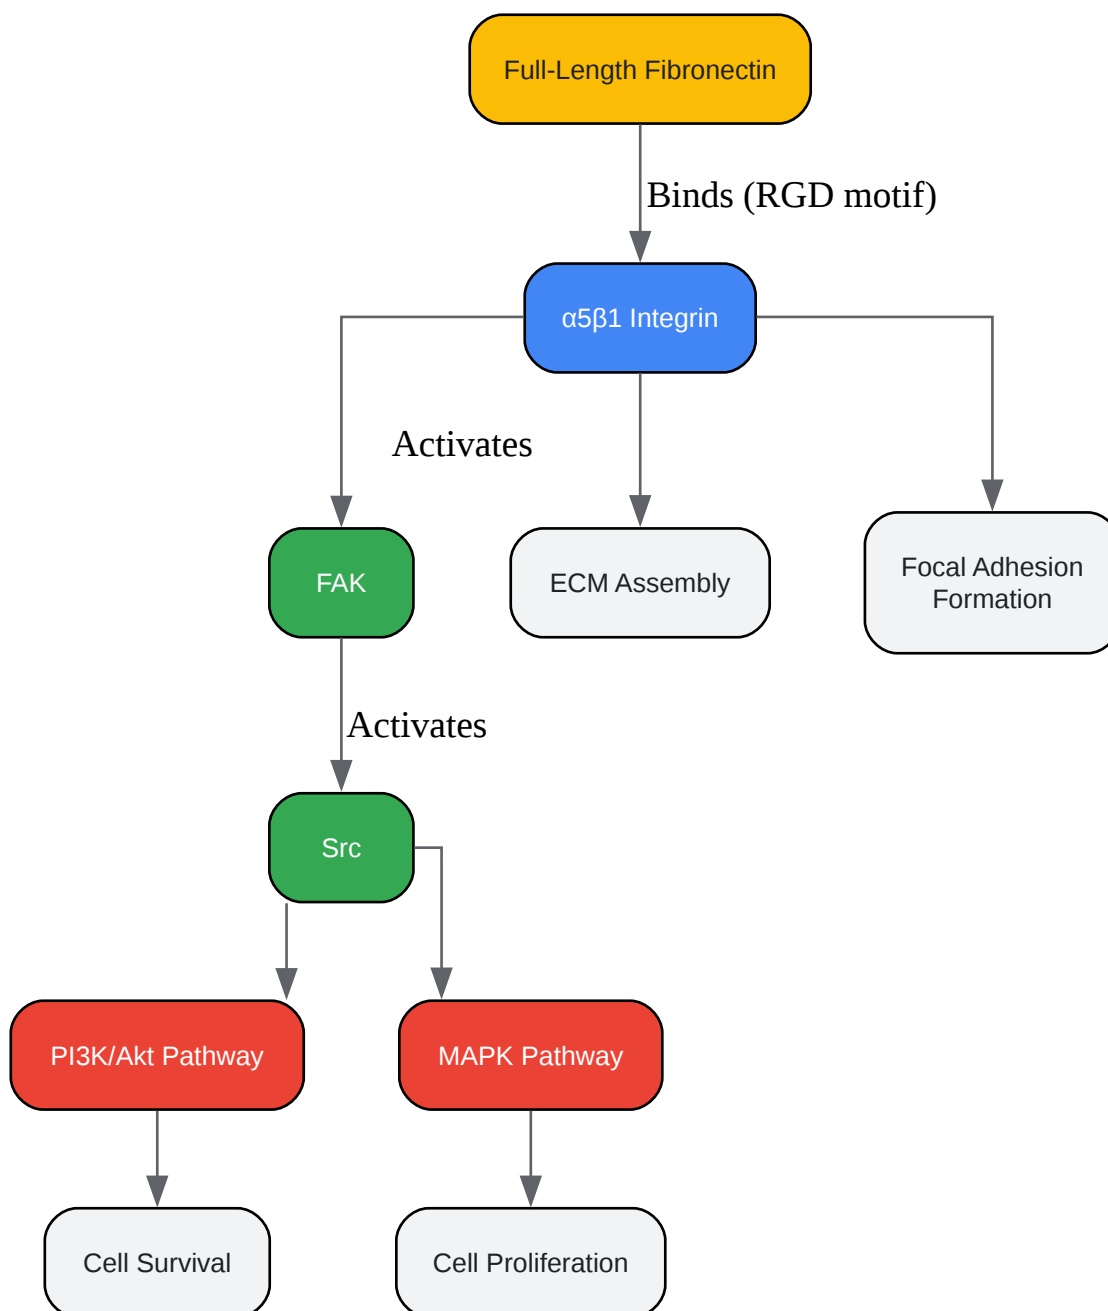 Full-Length Fibronectin
Binds (RGD motif)
α5β1 Integrin
Activates
FAK
ECM Assembly
Focal Adhesion
Formation
Activates
Src
PI3K/Akt Pathway
MAPK Pathway
Cell Survival
Cell Proliferation